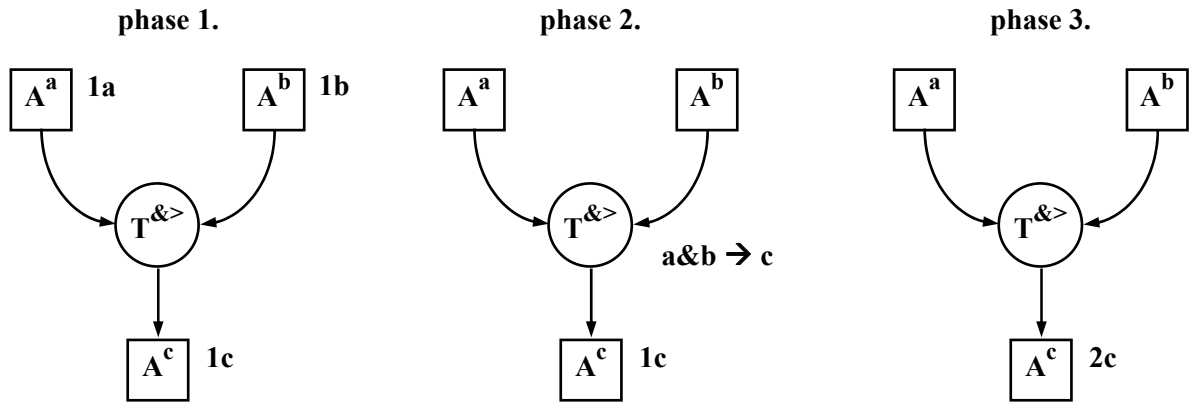 phase 1. phase 2. phase 3.
A^a 1a A^b 1b A^a A^b A^a A^b
T^&> T^&> T^&>
a&b → c
A^c 1c A^c 1c A^c 2c